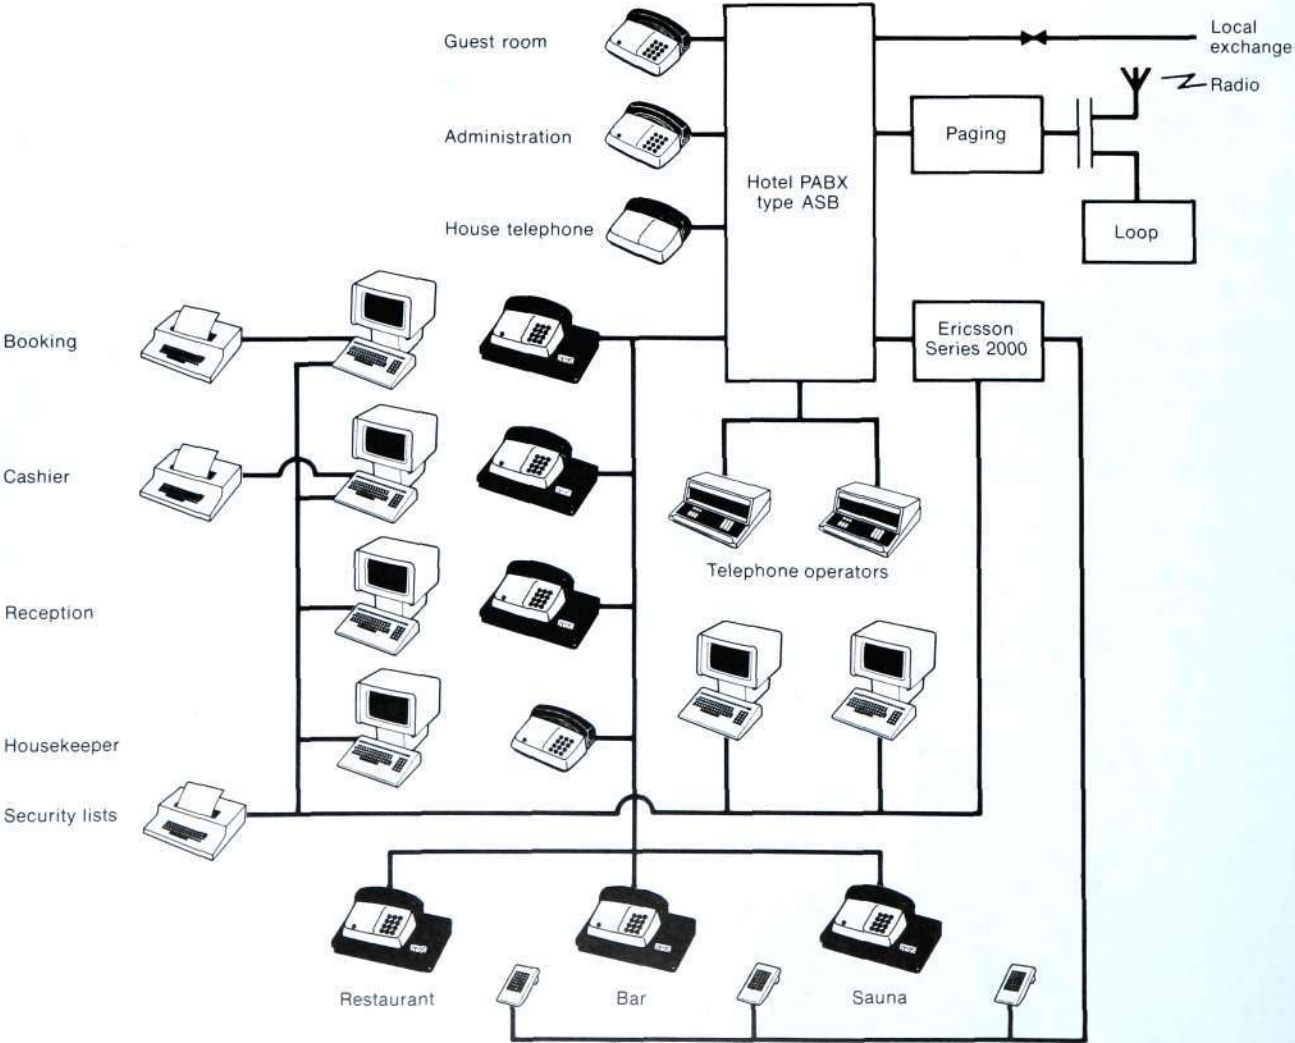 Guest room
Local
exchange
Radio
Administration
Paging
Hotel PABX
type ASB
House telephone
Loop
Booking
Ericsson
Series 2000
Cashier
Telephone operators
Reception
Housekeeper
Security lists
Restaurant
Bar
Sauna